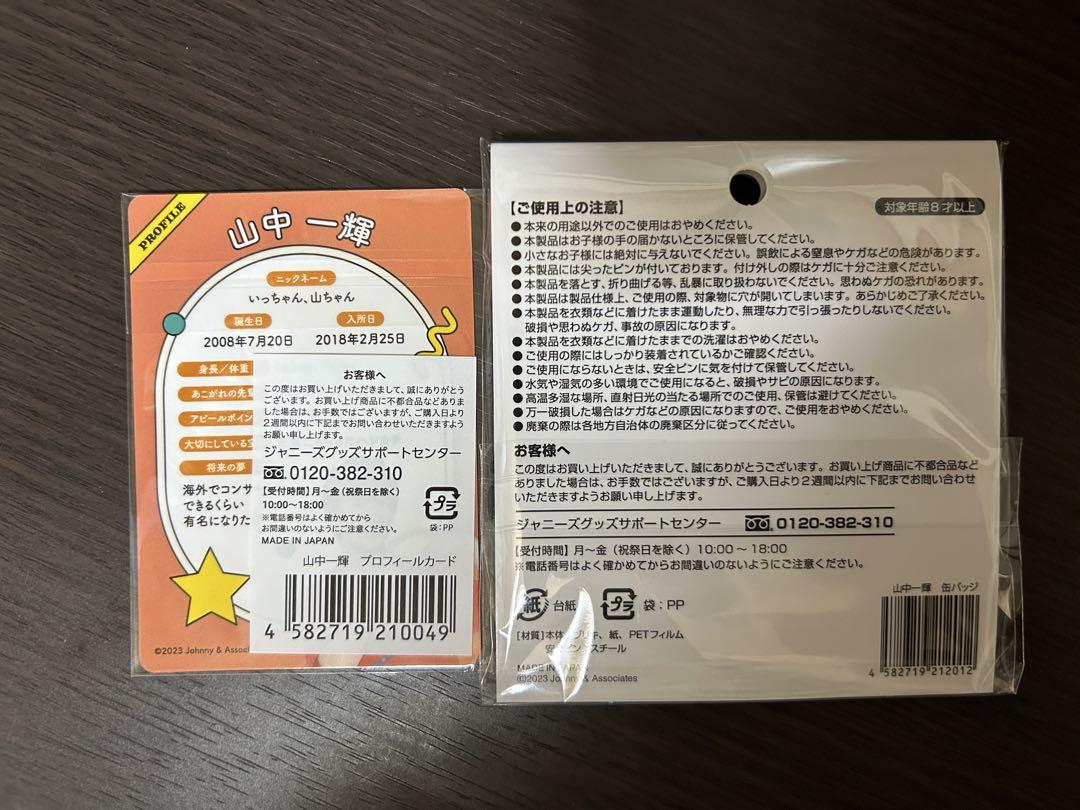 PROFILE
山中 一輝
ニックネーム
いっちゃん、山ちゃん
誕生日
入所日
2008年7月20日
2018年2月25日
身長／体重
あこがれの先輩
アピールポイン
大切にしている
将来の夢
海外でコンサ
できるくらい
有名になりた
©2023 Johnny & Associa
お客様へ
この度はお買い上げいただきまして、誠にありがとう
ございます。お買い上げ商品に不都合品などあり
ました場合は、お手数ではございますが、ご購入日より
2週間以内に下記までお問い合わせいただきますよう
お願い申し上げます。
ジャニーズグッズサポートセンター
0120-382-310
【受付時間】月～金（祝祭日を除く）
10:00～18:00
※電話番号はよく確かめてから
お間違いのないようにご注意ください。
MADE IN JAPAN
プラ
袋：PP
山中一輝 プロフィールカード
4 582719 210049
【ご使用上の注意】
対象年齢8才以上
●本来の用途以外でのご使用はおやめください。
●本製品はお子様の手の届かないところに保管してください。
●小さなお子様には絶対に与えないでください。誤飲による窒息やケガなどの危険があります。
●本製品には尖ったピンが付いております。付け外しの際はケガに十分ご注意ください。
●本製品を落とす、折り曲げる等、乱暴に取り扱わないでください。思わぬケガの恐れがあります。
●本製品は製品仕様上、ご使用の際、対象物に穴が開いてしまいます。あらかじめご了承ください。
●本製品を衣類などに着けたまま運動したり、無理な力で引っ張ったりしないでください。
破損や思わぬケガ、事故の原因になります。
●本製品を衣類などに着けたままでの洗濯はおやめください。
●ご使用の際にはしっかり装着されているかご確認ください。
●ご使用にならないときは、安全ピンに気を付けて保管してください。
●水気や湿気の多い環境でご使用になると、破損やサビの原因になります。
●高温多湿な場所、直射日光の当たる場所でのご使用、保管は避けてください。
●万一破損した場合はケガなどの原因になりますので、ご使用をおやめください。
●廃棄の際は各地方自治体の廃棄区分に従ってください。
お客様へ
この度はお買い上げいただきまして、誠にありがとうございます。お買い上げ商品に不都合品など
ありました場合は、お手数ではございますが、ご購入日より2週間以内に下記までお問い合わせ
いただきますようお願い申し上げます。
ジャニーズグッズサポートセンター 0120-382-310
【受付時間】月～金（祝祭日を除く）10:00～18:00
※電話番号はよく確かめてからお間違いのないようにご注意ください。
紙 台紙 プラ 袋：PP
[材質]本体：ブリキ、紙、PETフィルム
安全ピン：スチール
MADE IN JAPAN
©2023 Johnny & Associates
山中一輝 缶バッジ
4 582719 212012